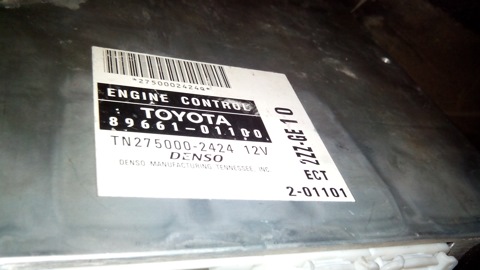 *2750002424Q*
ENGINE CONTROL
TOYOTA
89661-01100
TN275000-2424 12V
DENSO
DENSO MANUFACTURING TENNESSEE, INC.
2ZZ-GE 10
ECT
2-01101